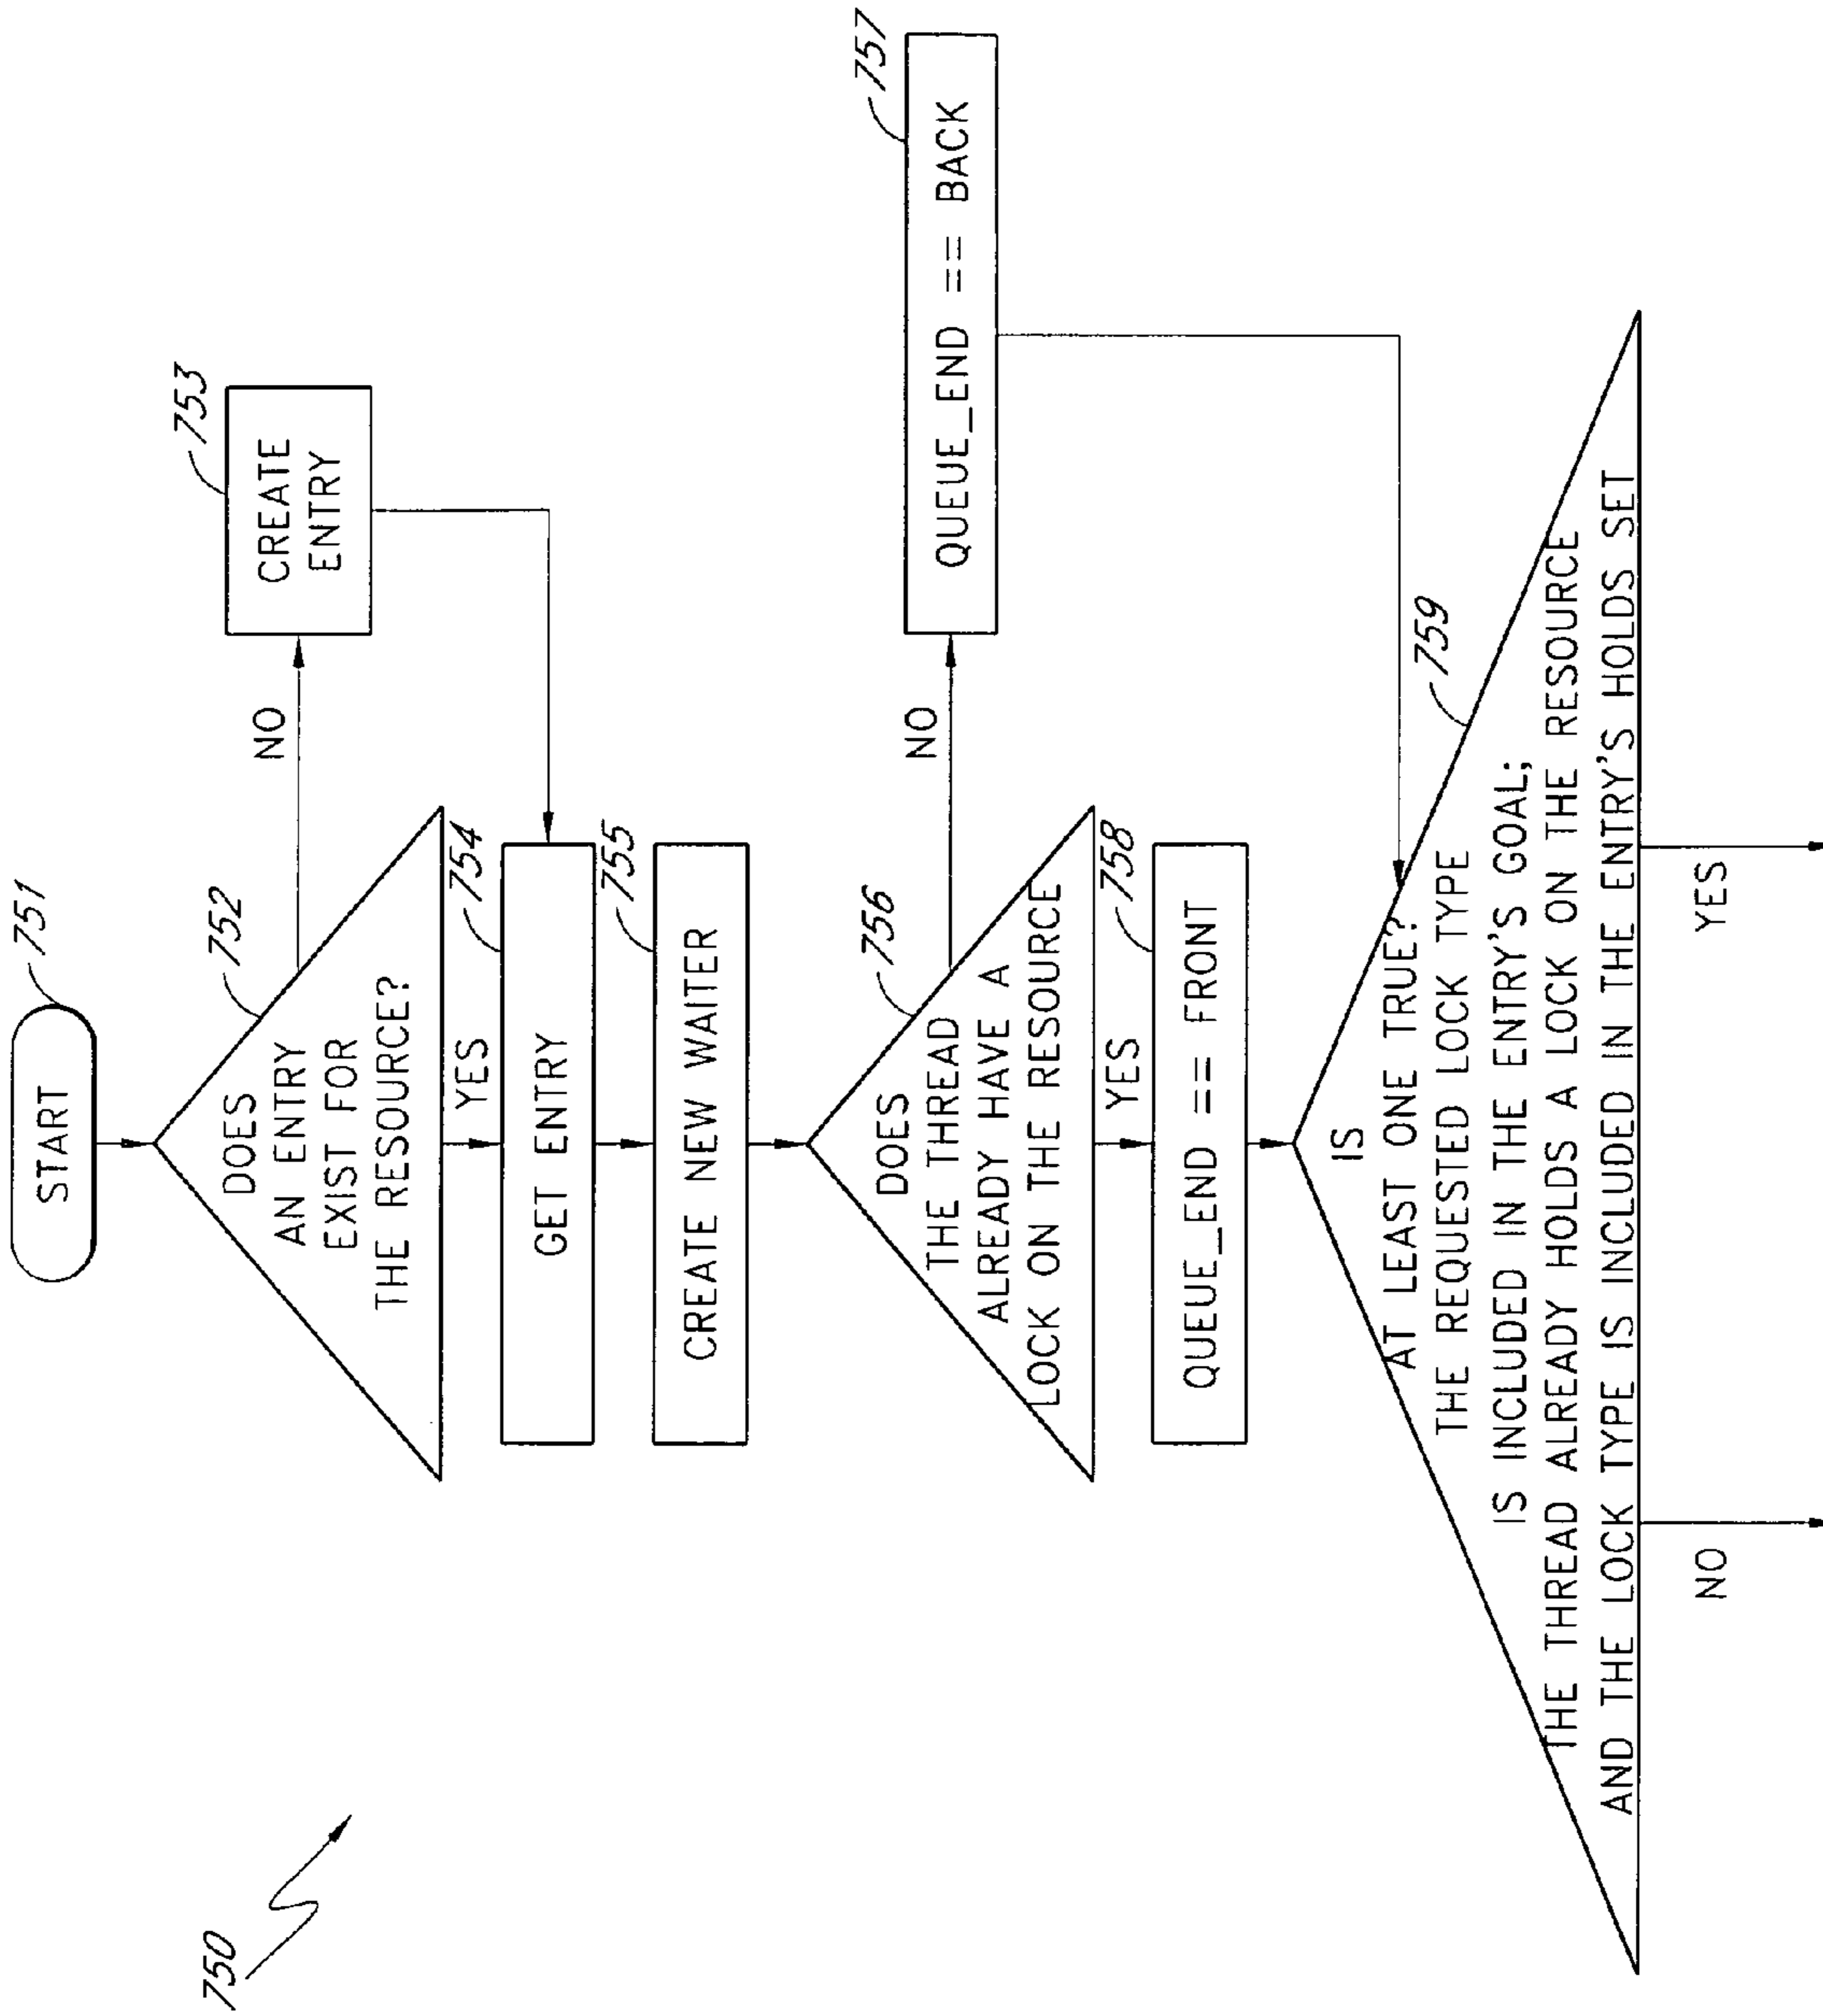 750
START
751
DOES
AN ENTRY
EXIST FOR
THE RESOURCE?
752
NO
CREATE
ENTRY
753
YES
754
GET ENTRY
755
CREATE NEW WAITER
DOES
THE THREAD
ALREADY HAVE A
LOCK ON THE RESOURCE
756
NO
757
QUEUE_END == BACK
YES
758
QUEUE_END == FRONT
759
IS
AT LEAST ONE TRUE?
THE REQUESTED LOCK TYPE
IS INCLUDED IN THE ENTRY'S GOAL;
THE THREAD ALREADY HOLDS A LOCK ON THE RESOURCE
AND THE LOCK TYPE IS INCLUDED IN THE ENTRY'S HOLDS SET
NO
YES